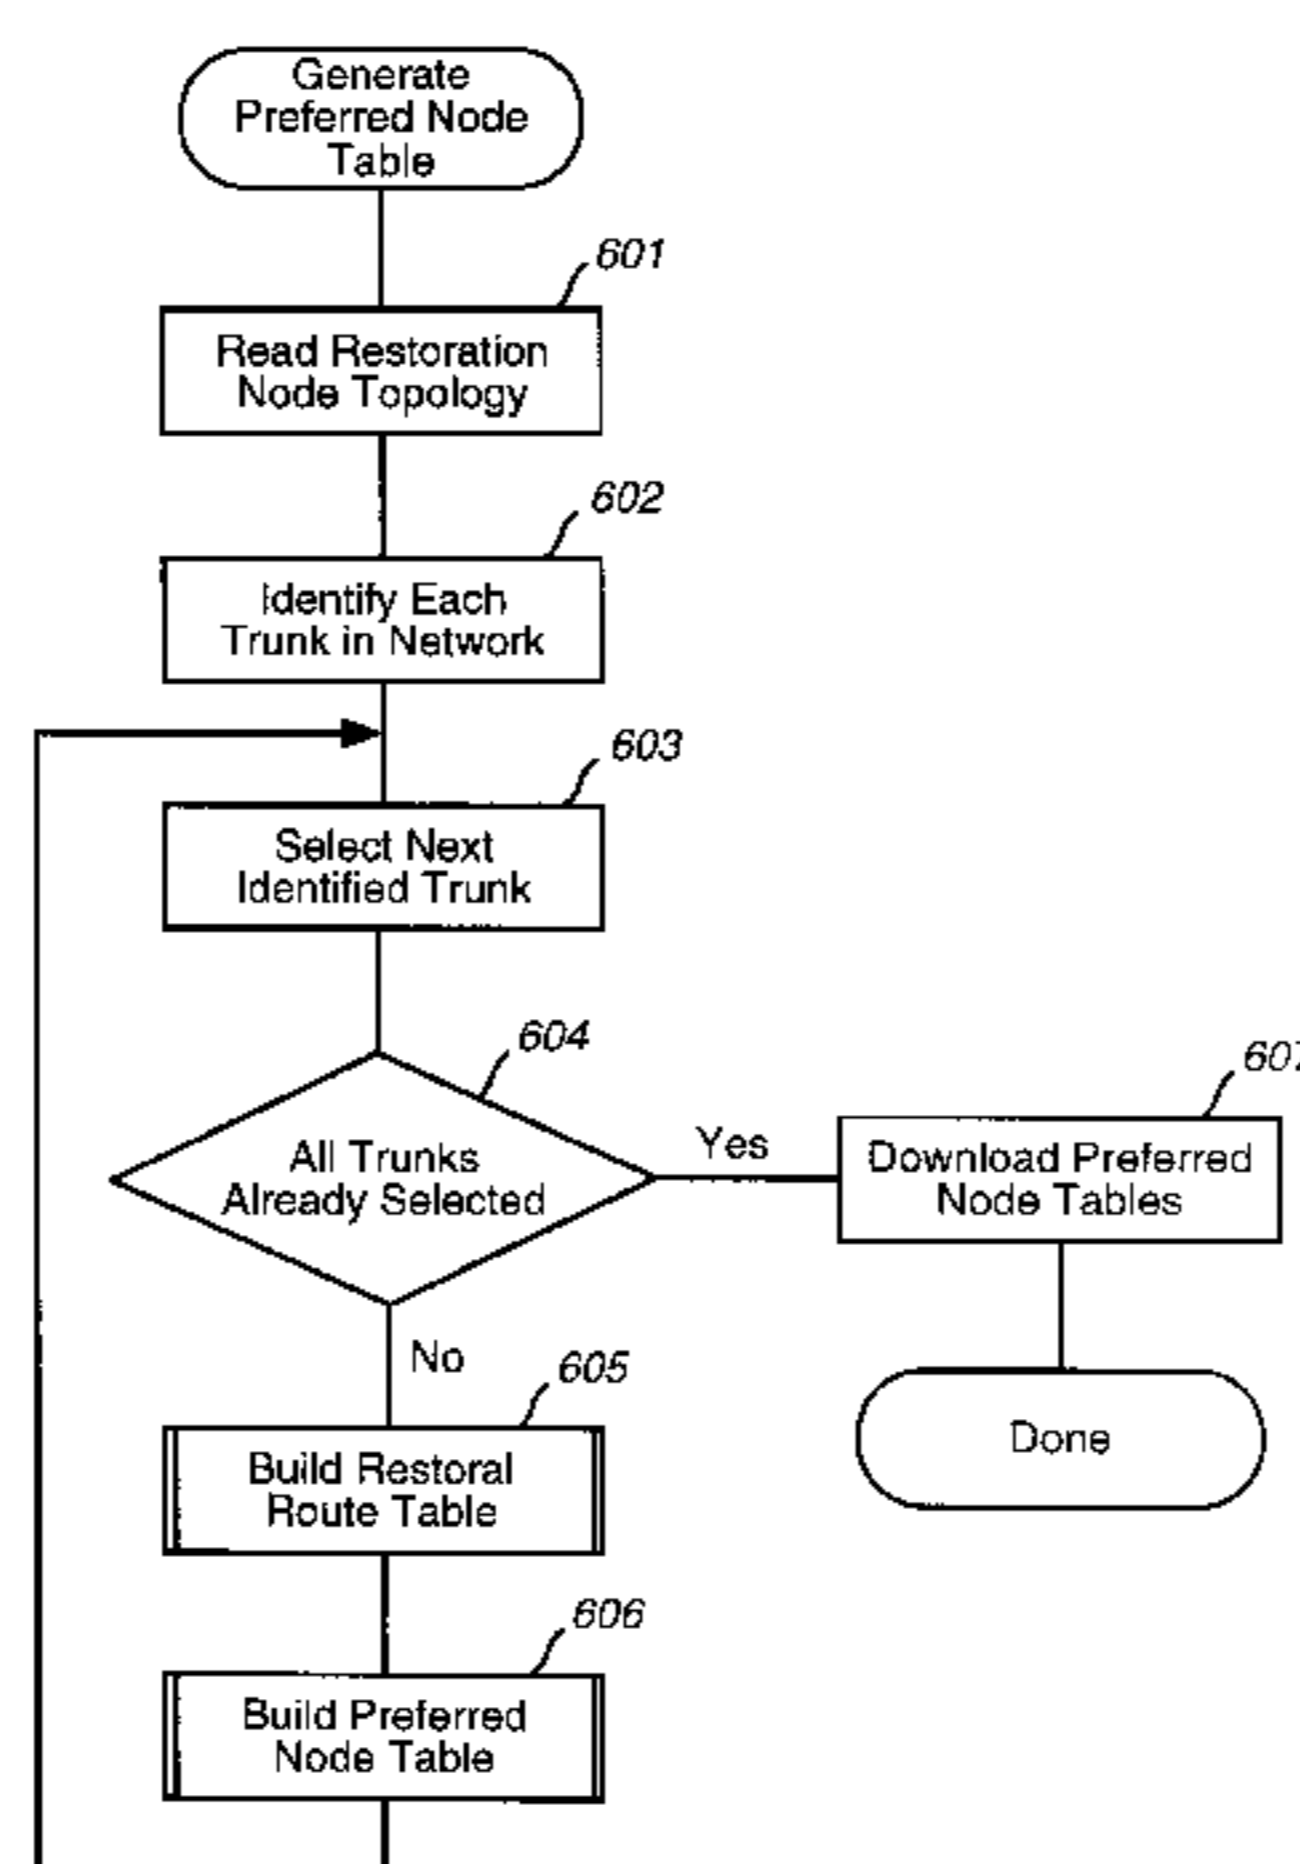 Generate
Preferred Node
Table
601
Read Restoration
Node Topology
602
Identify Each
Trunk in Network
603
Select Next
Identified Trunk
604
All Trunks
Already Selected
Yes
607
Download Preferred
Node Tables
No
605
Build Restoral
Route Table
Done
606
Build Preferred
Node Table